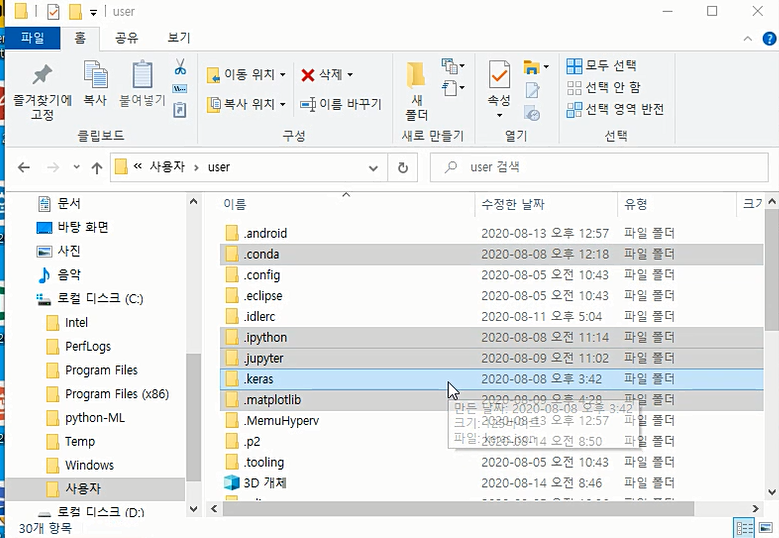 user
파일 홈 공유 보기
즐겨찾기에 고정
복사
붙여넣기
이동 위치
복사 위치
삭제
이름 바꾸기
새 폴더
속성
모두 선택
선택 안 함
선택 영역 반전
클립보드 구성 새로 만들기 열기 선택
« 사용자 › user
user 검색
문서
바탕 화면
사진
음악
로컬 디스크 (C:)
Intel
PerfLogs
Program Files
Program Files (x86)
python-ML
Temp
Windows
사용자
로컬 디스크 (D:)
이름 수정한 날짜 유형 크기
.android 2020-08-13 오후 12:57 파일 폴더
.conda 2020-08-08 오후 12:18 파일 폴더
.config 2020-08-05 오전 10:43 파일 폴더
.eclipse 2020-08-05 오전 10:43 파일 폴더
.idlerc 2020-08-11 오후 5:04 파일 폴더
.ipython 2020-08-08 오전 11:14 파일 폴더
.jupyter 2020-08-09 오전 11:02 파일 폴더
.keras 2020-08-08 오후 3:42 파일 폴더
.matplotlib 2020-08-09 오후 4:28 파일 폴더
.MemuHyperv 2020-08-13 오후 12:57 파일 폴더
.p2 2020-08-14 오전 8:50 파일 폴더
.tooling 2020-08-05 오전 10:43 파일 폴더
3D 개체 2020-08-14 오후 8:46 파일 폴더
만든 날짜: 2020-08-08 오후 3:42
크기:
파일: keras.json
30개 항목